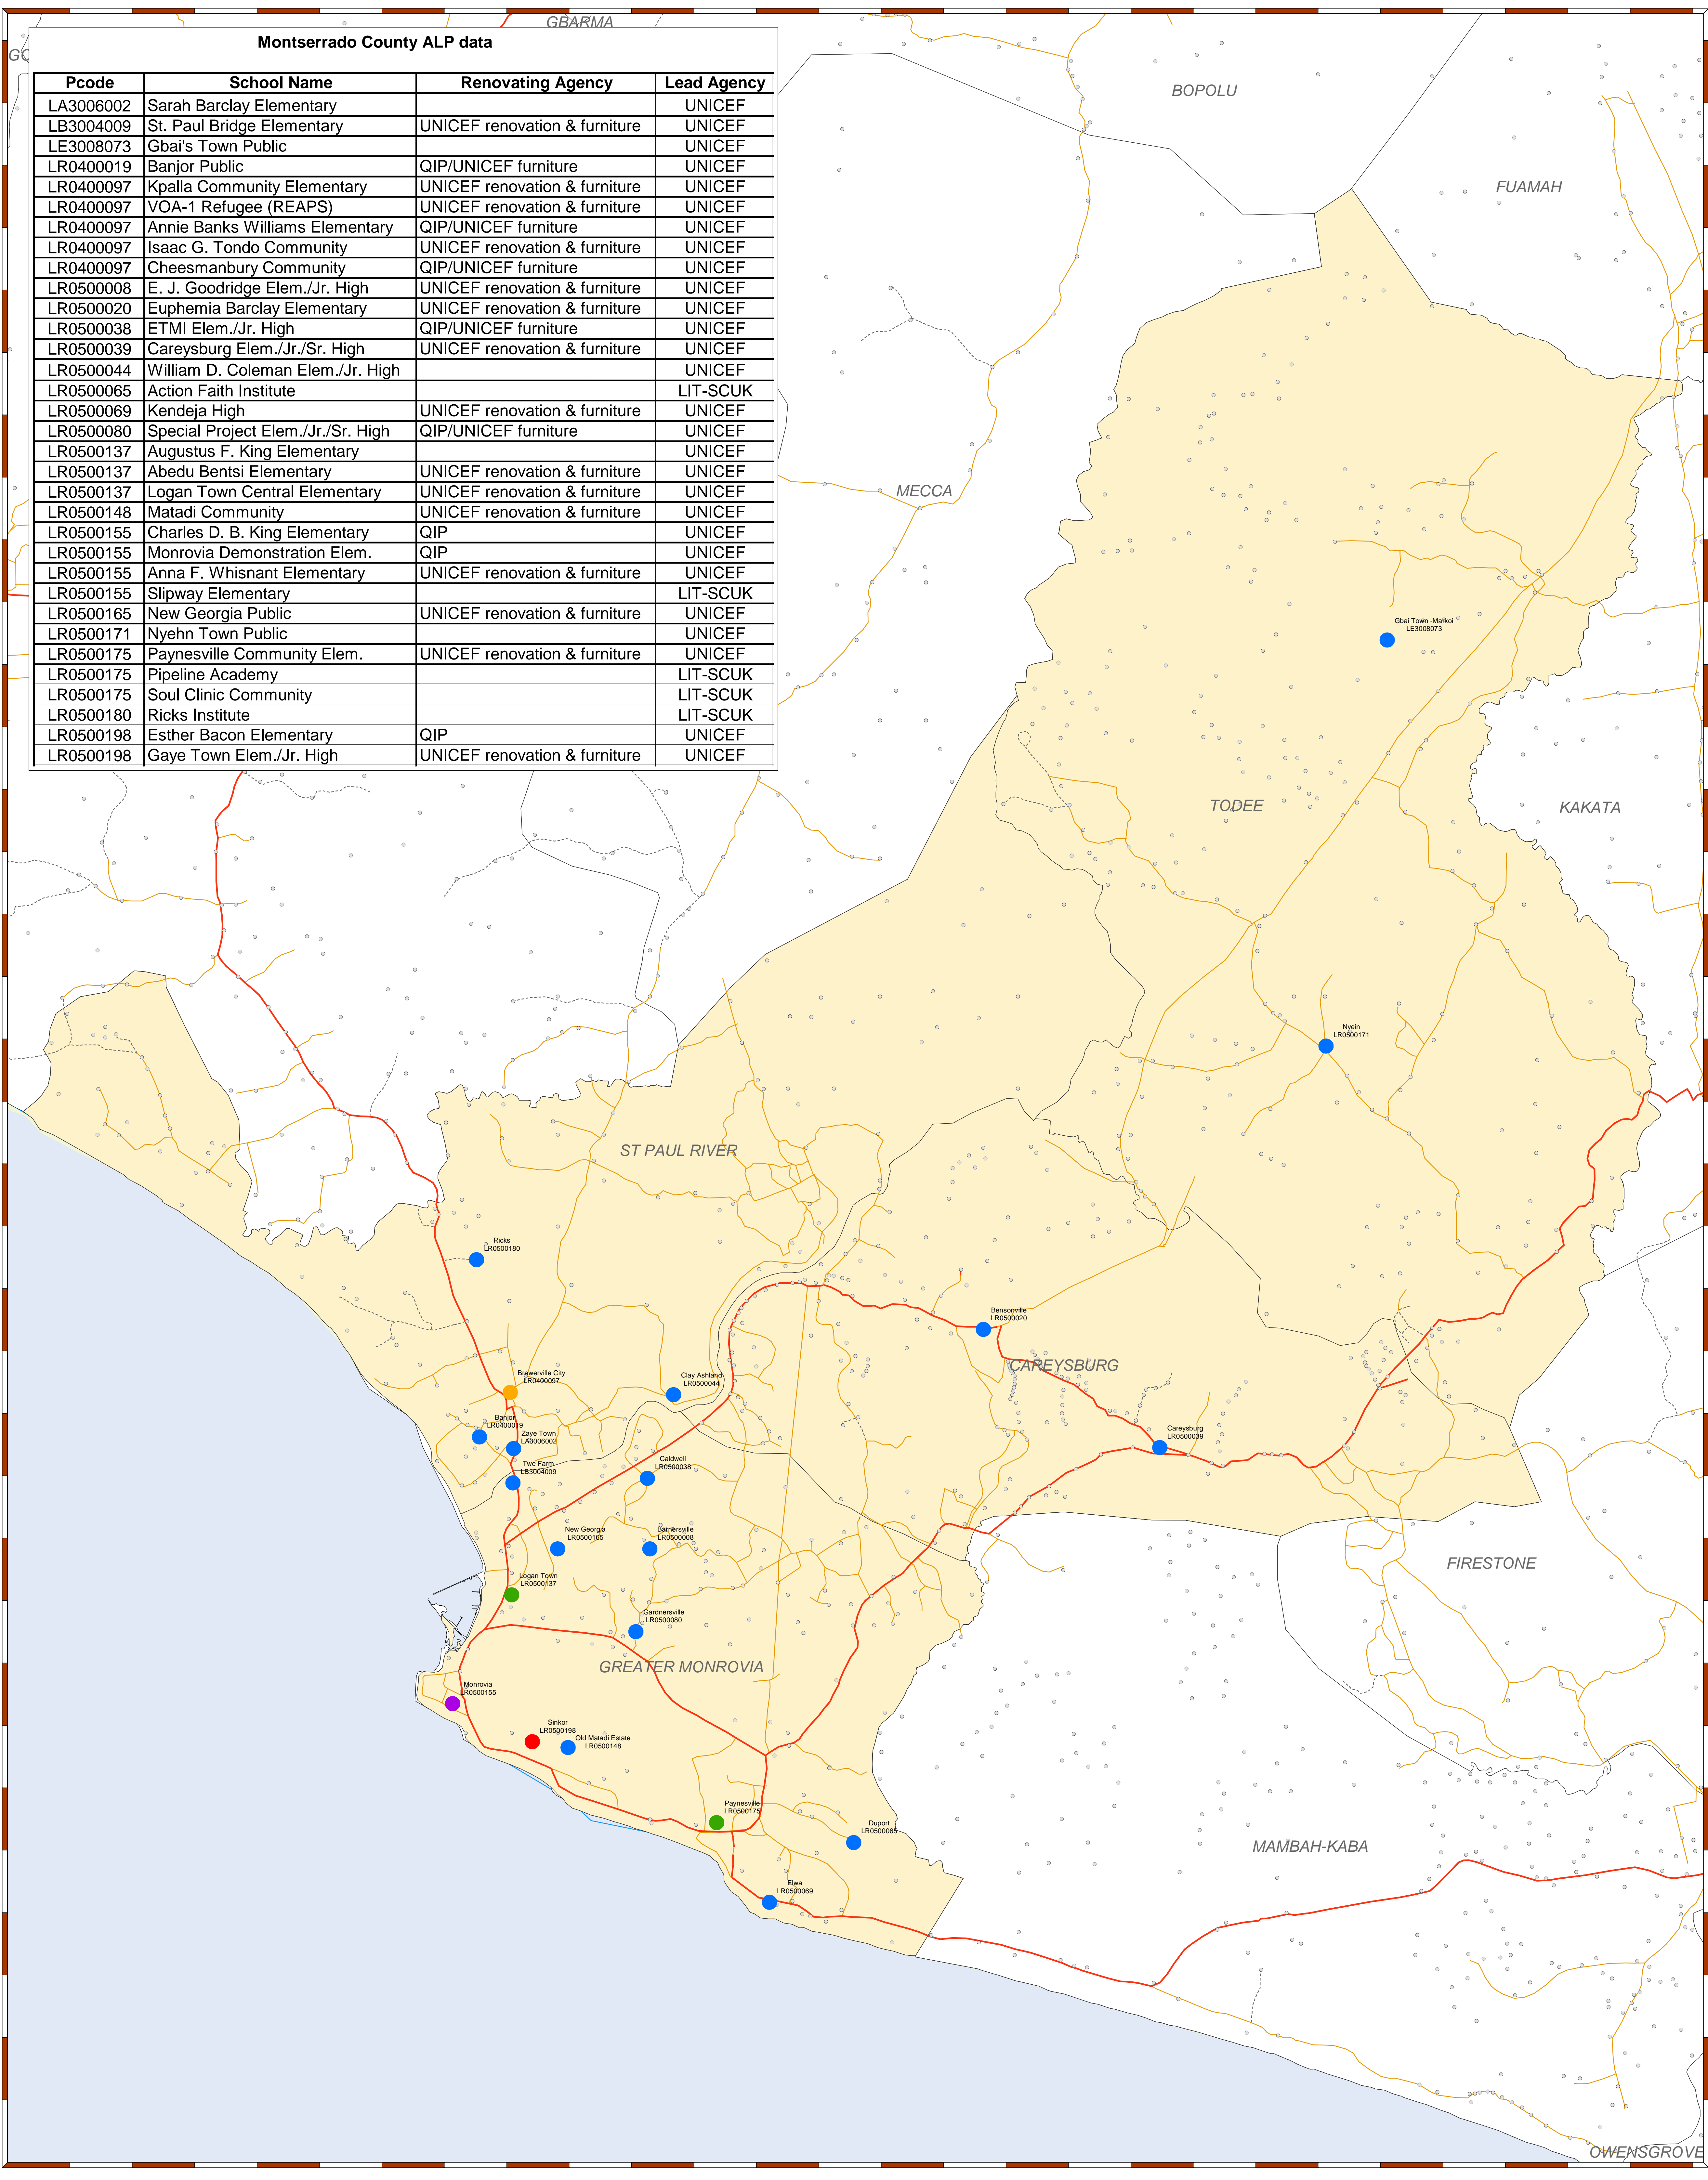 GBARMA
Montserrado County ALP data
Pcode School Name Renovating Agency Lead Agency
LA3006002 Sarah Barclay Elementary UNICEF
LB3004009 St. Paul Bridge Elementary UNICEF renovation & furniture UNICEF
LE3008073 Gbai's Town Public UNICEF
LR0400019 Banjor Public QIP/UNICEF furniture UNICEF
LR0400097 Kpalla Community Elementary UNICEF renovation & furniture UNICEF
LR0400097 VOA-1 Refugee (REAPS) UNICEF renovation & furniture UNICEF
LR0400097 Annie Banks Williams Elementary QIP/UNICEF furniture UNICEF
LR0400097 Isaac G. Tondo Community UNICEF renovation & furniture UNICEF
LR0400097 Cheesmanbury Community QIP/UNICEF furniture UNICEF
LR0500008 E. J. Goodridge Elem./Jr. High UNICEF renovation & furniture UNICEF
LR0500020 Euphemia Barclay Elementary UNICEF renovation & furniture UNICEF
LR0500038 ETMI Elem./Jr. High QIP/UNICEF furniture UNICEF
LR0500039 Careysburg Elem./Jr./Sr. High UNICEF renovation & furniture UNICEF
LR0500044 William D. Coleman Elem./Jr. High UNICEF
LR0500065 Action Faith Institute LIT-SCUK
LR0500069 Kendeja High UNICEF renovation & furniture UNICEF
LR0500080 Special Project Elem./Jr./Sr. High QIP/UNICEF furniture UNICEF
LR0500137 Augustus F. King Elementary UNICEF
LR0500137 Abedu Bentsi Elementary UNICEF renovation & furniture UNICEF
LR0500137 Logan Town Central Elementary UNICEF renovation & furniture UNICEF
LR0500148 Matadi Community UNICEF renovation & furniture UNICEF
LR0500155 Charles D. B. King Elementary QIP UNICEF
LR0500155 Monrovia Demonstration Elem. QIP UNICEF
LR0500155 Anna F. Whisnant Elementary UNICEF renovation & furniture UNICEF
LR0500155 Slipway Elementary LIT-SCUK
LR0500165 New Georgia Public UNICEF renovation & furniture UNICEF
LR0500171 Nyehn Town Public UNICEF
LR0500175 Paynesville Community Elem. UNICEF renovation & furniture UNICEF
LR0500175 Pipeline Academy LIT-SCUK
LR0500175 Soul Clinic Community LIT-SCUK
LR0500180 Ricks Institute LIT-SCUK
LR0500198 Esther Bacon Elementary QIP UNICEF
LR0500198 Gaye Town Elem./Jr. High UNICEF renovation & furniture UNICEF
BOPOLU
FUAMAH
MECCA
Gbai Town -Malkoi
LE3008073
TODEE
KAKATA
Nyein
LR0500171
ST PAUL RIVER
Ricks
LR0500180
Bensonville
LR0500020
CAREYSBURG
Brewerville City
LR0400097
Clay Ashland
LR0500044
Banjor
LR0400019
Zaye Town
LA3006002
Careysburg
LR0500039
Twe Farm
LB3004009
Caldwell
LR0500038
New Georgia
LR0500165
Barnersville
LR0500008
FIRESTONE
Logan Town
LR0500137
Gardnersville
LR0500080
GREATER MONROVIA
Monrovia
LR0500155
Sinkor
LR0500198
Old Matadi Estate
LR0500148
Paynesville
LR0500175
Duport
LR0500065
MAMBAH-KABA
Elwa
LR0500069
OWENSGROVE